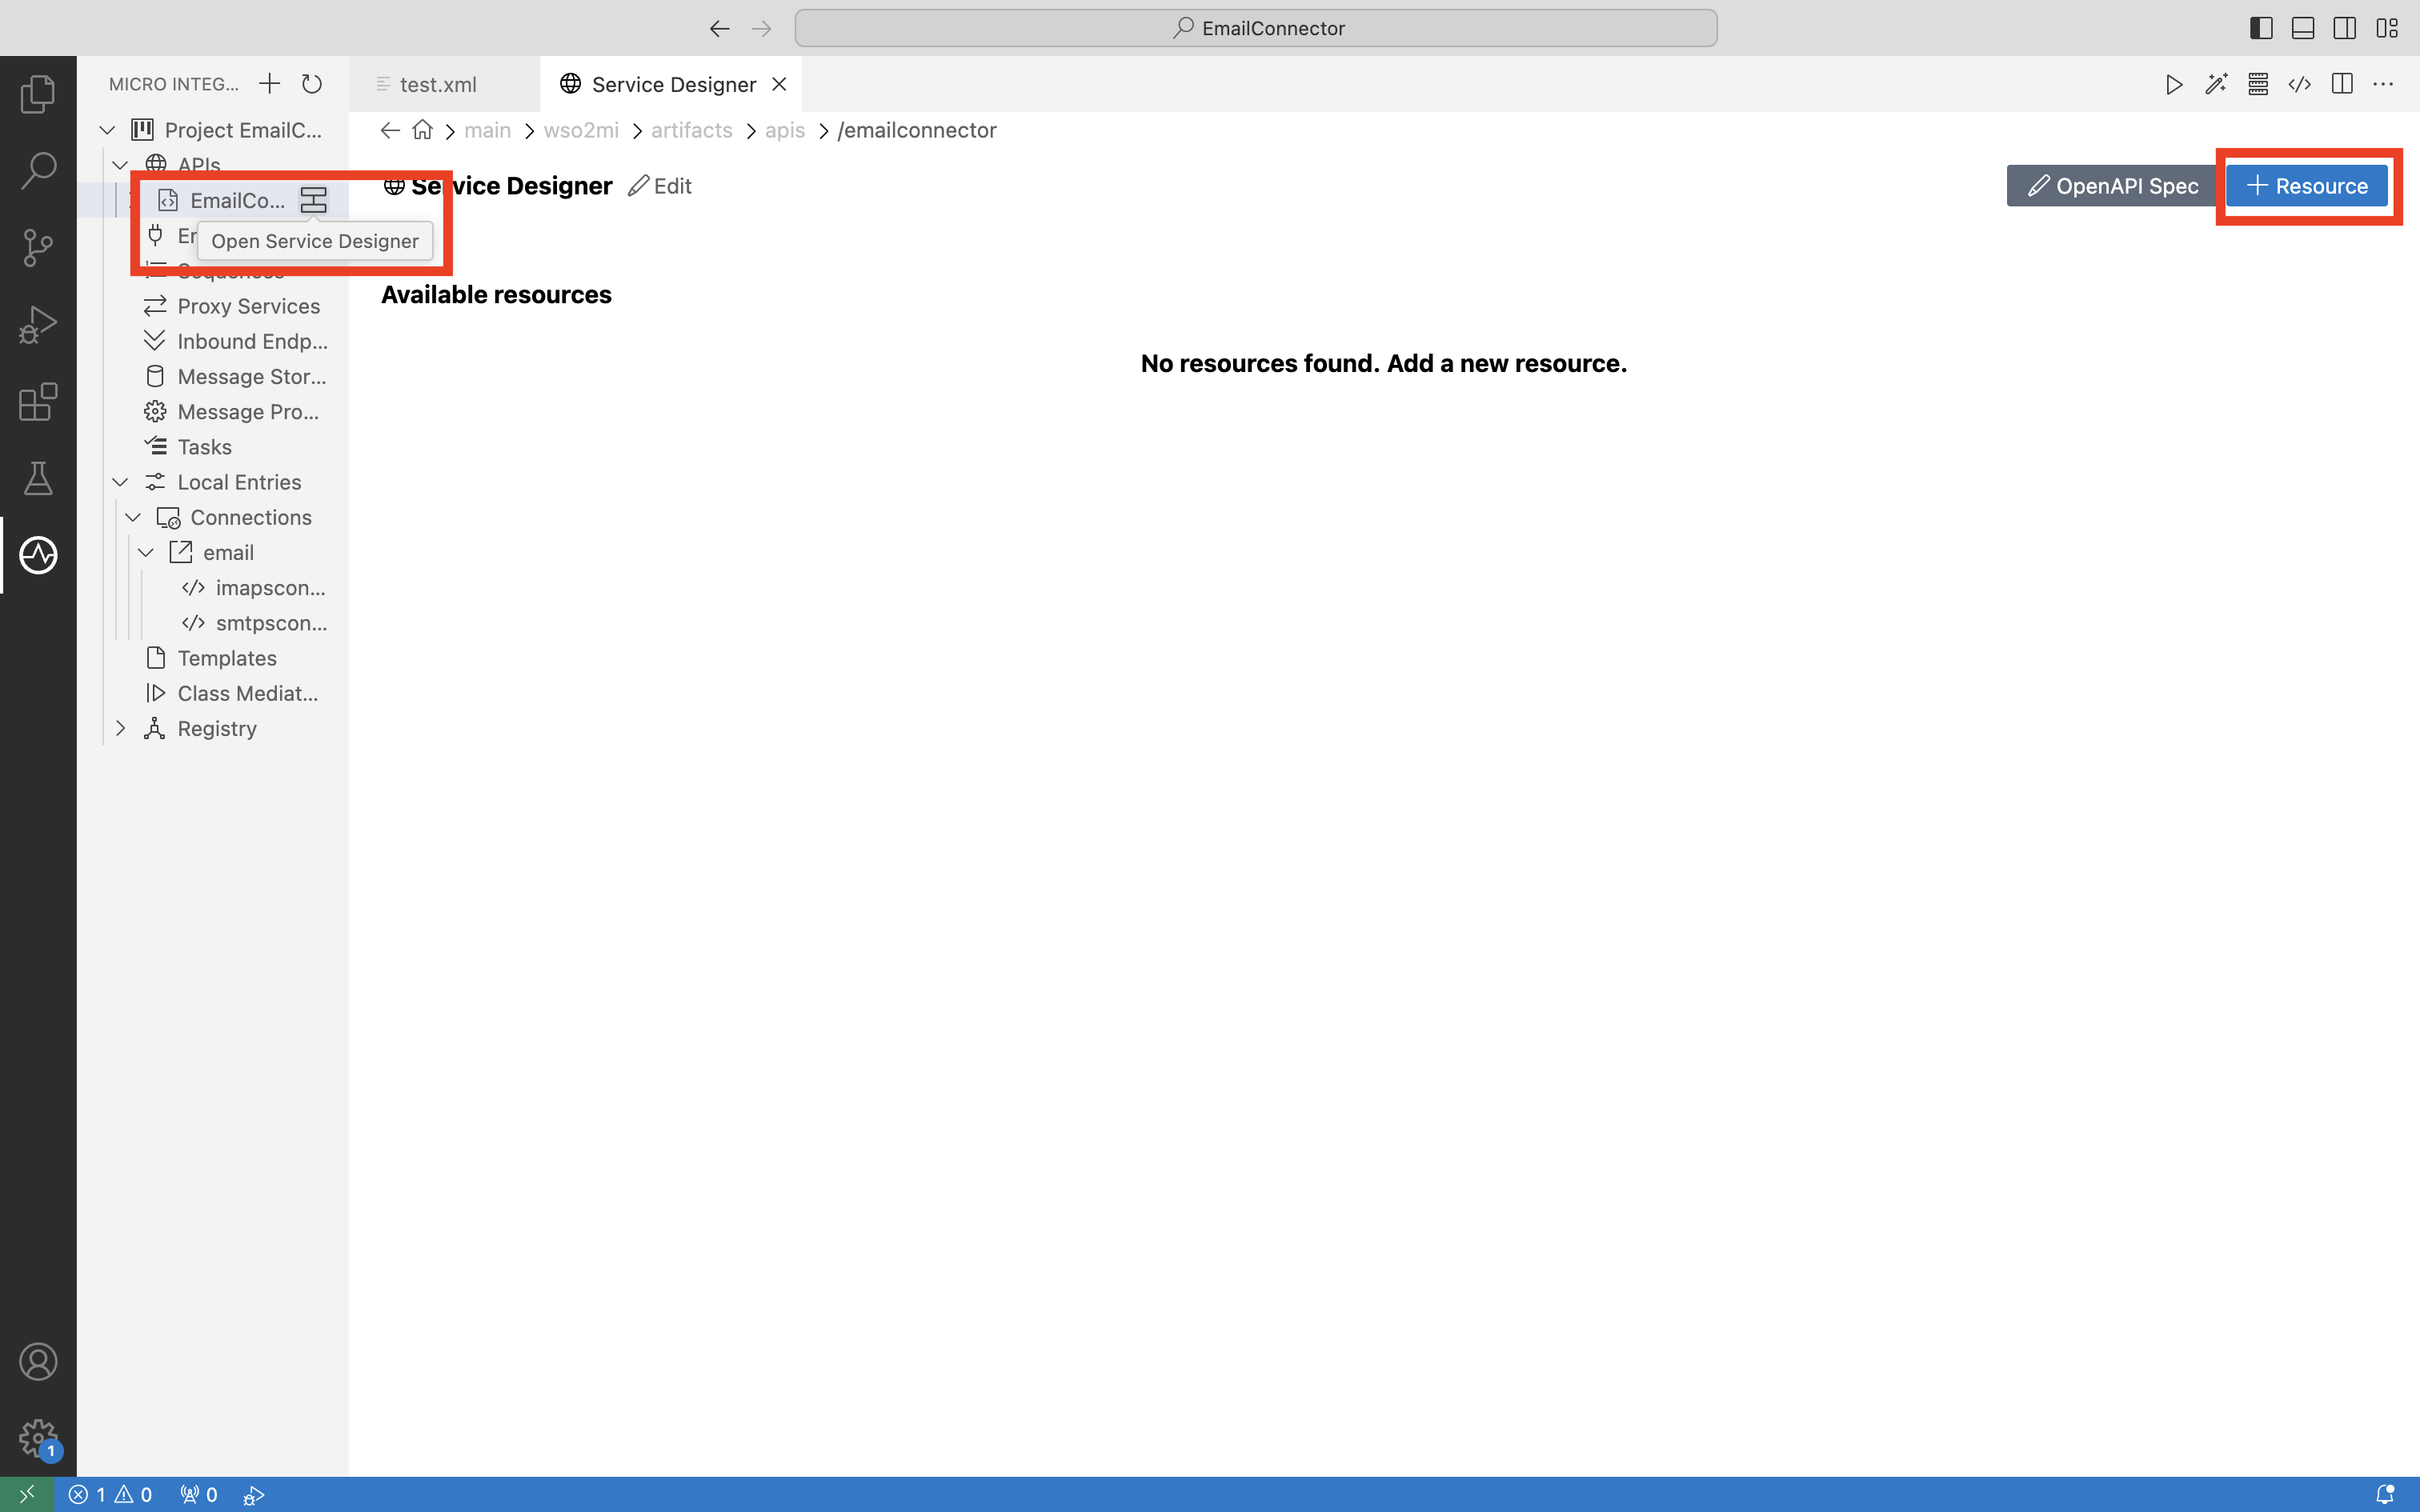 EmailConnector
MICRO INTEG...
test.xml
Service Designer
Project EmailC...
main
wso2mi
artifacts
apis
/emailconnector
APIs
Service Designer
Edit
OpenAPI Spec
Resource
EmailCo...
Open Service Designer
Sequences
Available resources
Proxy Services
Inbound Endp...
No resources found. Add a new resource.
Message Stor...
Message Pro...
Tasks
Local Entries
Connections
email
imapscon...
smtpscon...
Templates
Class Mediat...
Registry
1
1
0
0